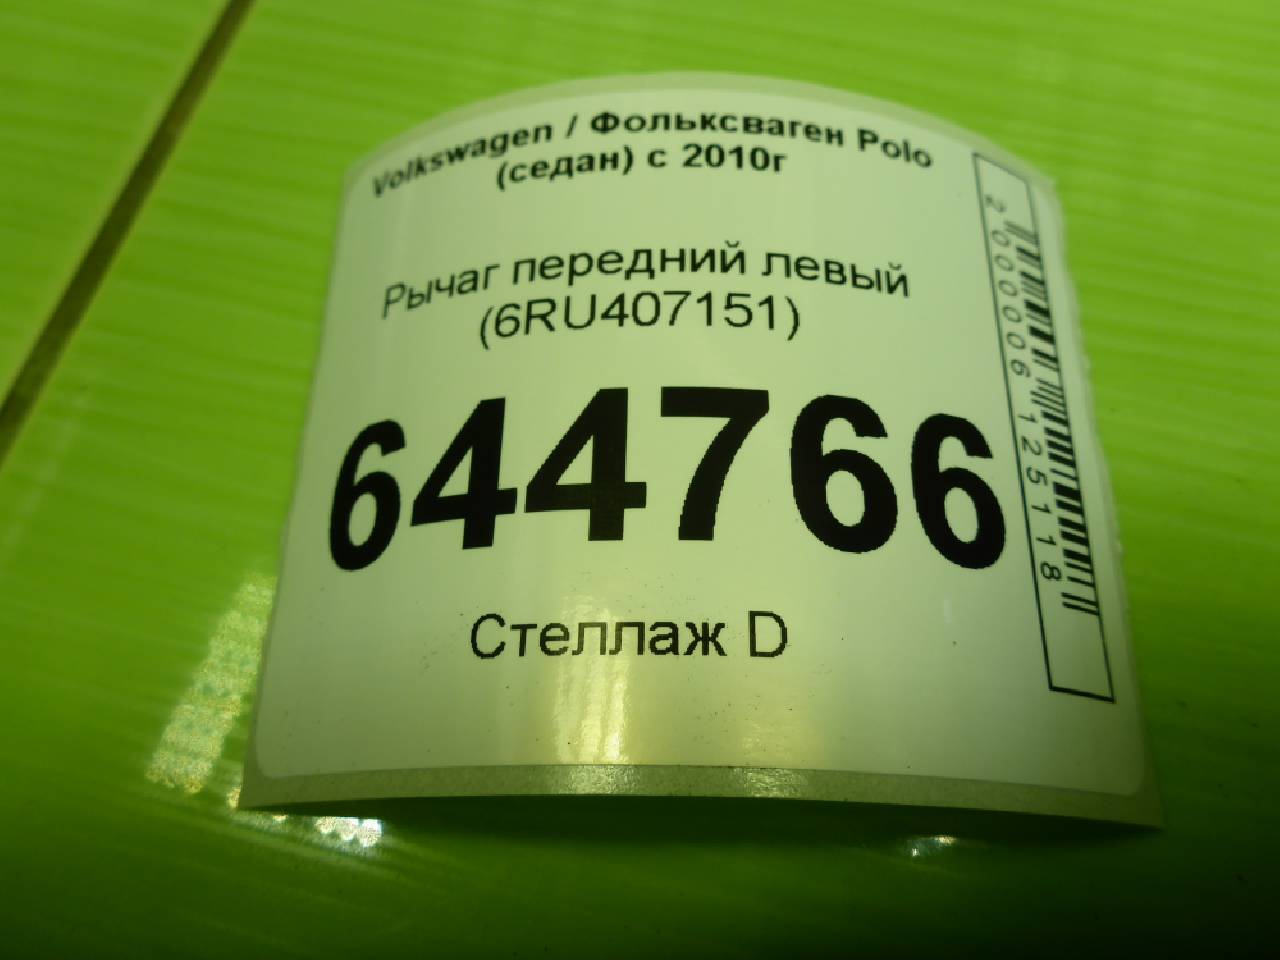 Volkswagen / Фольксваген Polo
(седан) с 2010г
Рычаг передний левый
(6RU407151)
644766
Стеллаж D
2000006125118